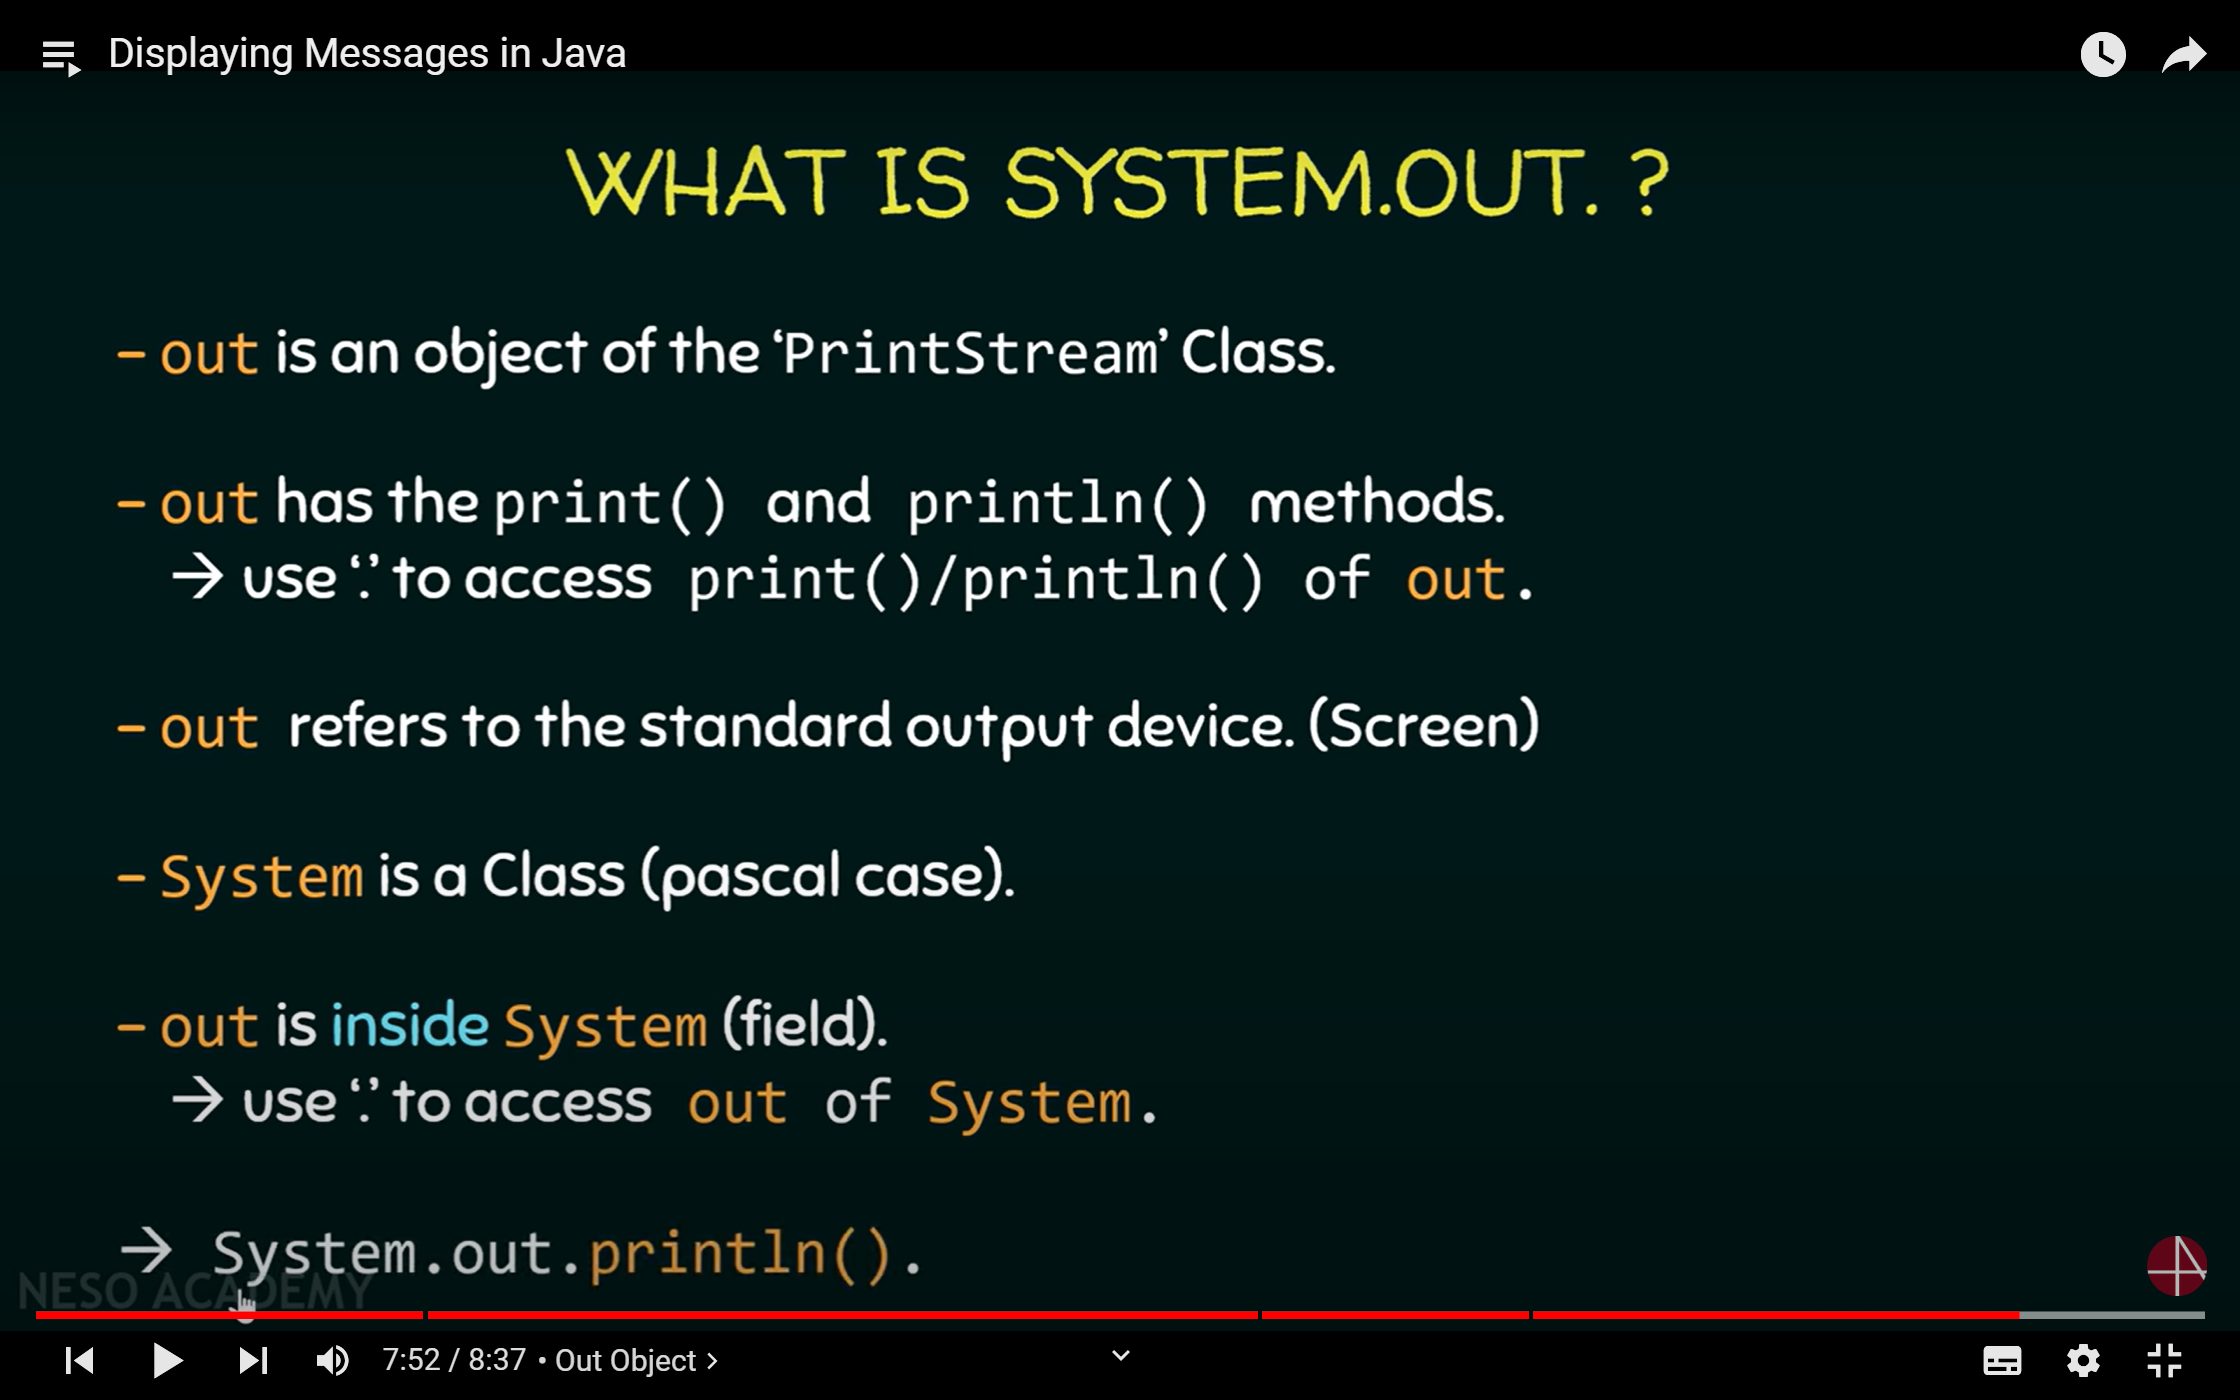 Displaying Messages in Java
WHAT IS SYSTEM.OUT. ?
– out is an object of the ‘PrintStream’ Class.
– out has the print() and println() methods.
→ use ‘.’ to access print()/println() of out.
– out refers to the standard output device. (Screen)
– System is a Class (pascal case).
– out is inside System (field).
→ use ‘.’ to access out of System.
→ System.out.println().
NESO ACADEMY
7:52 / 8:37 • Out Object >